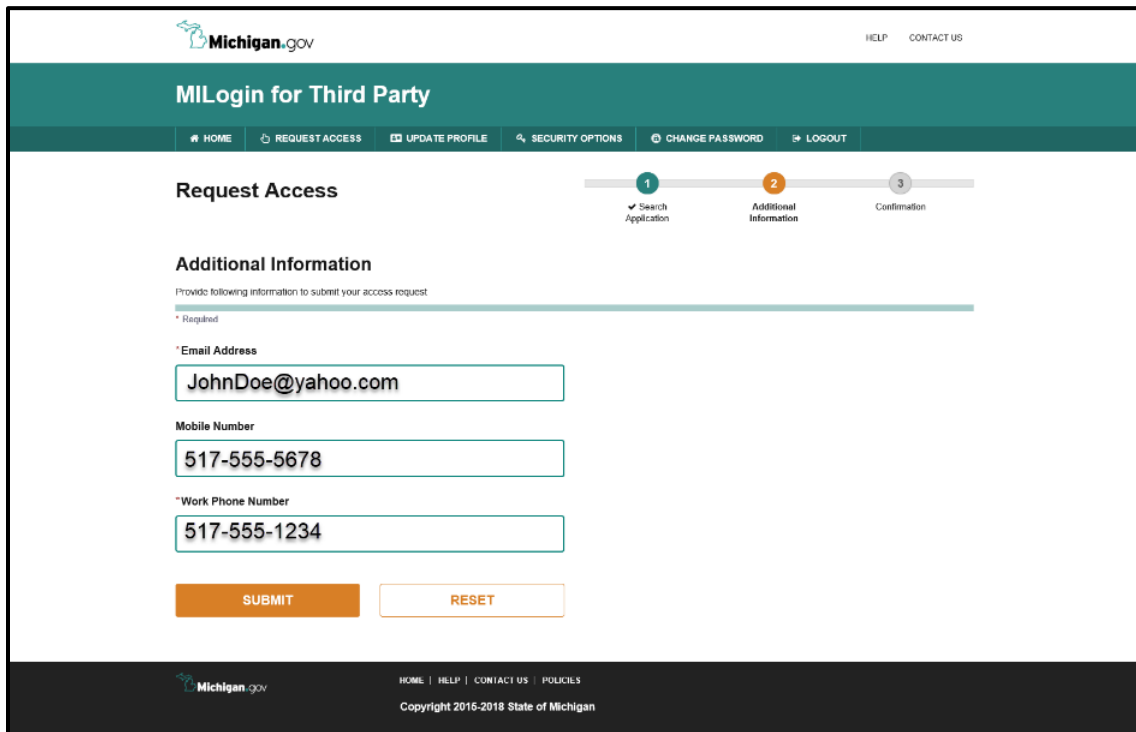 Michigan.gov
HELP CONTACT US
MILogin for Third Party
HOME REQUEST ACCESS UPDATE PROFILE SECURITY OPTIONS CHANGE PASSWORD LOGOUT
Request Access
1 2 3
Search Application
Additional Information
Confirmation
Additional Information
Provide following information to submit your access request
* Required
*Email Address
JohnDoe@yahoo.com
Mobile Number
517-555-5678
*Work Phone Number
517-555-1234
SUBMIT RESET
Michigan.gov
HOME | HELP | CONTACT US | POLICIES
Copyright 2015-2018 State of Michigan